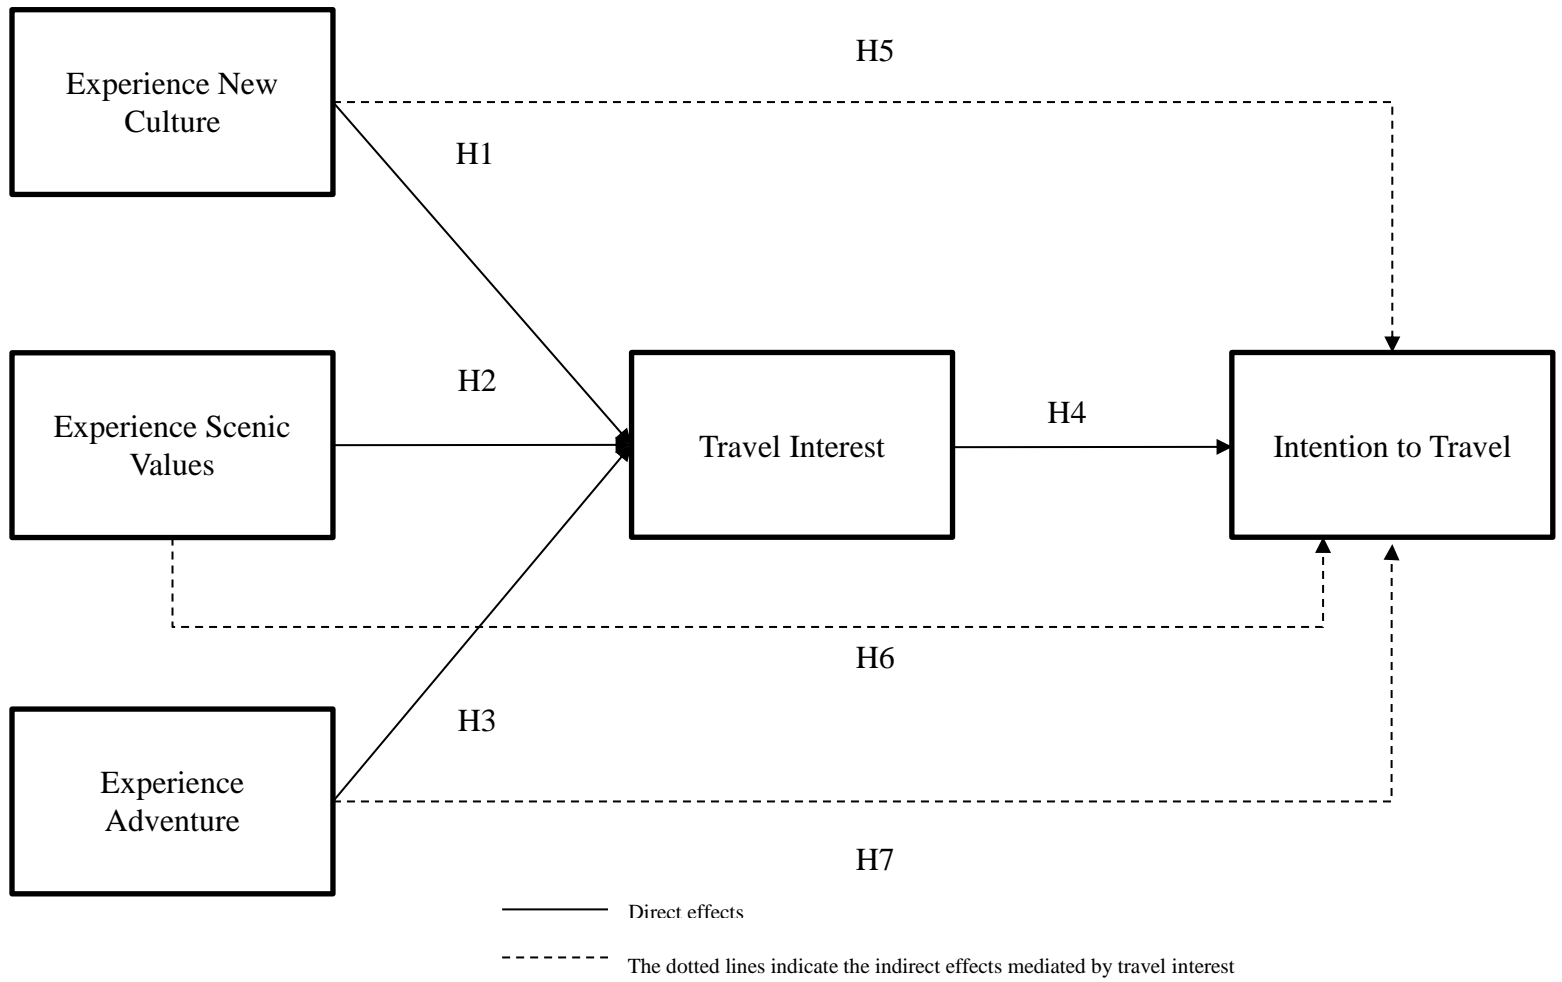 H5
Experience New
Culture
H1
H2
Experience Scenic
Values
H4
Travel Interest
Intention to Travel
H6
H3
Experience
Adventure
H7
Direct effects
The dotted lines indicate the indirect effects mediated by travel interest